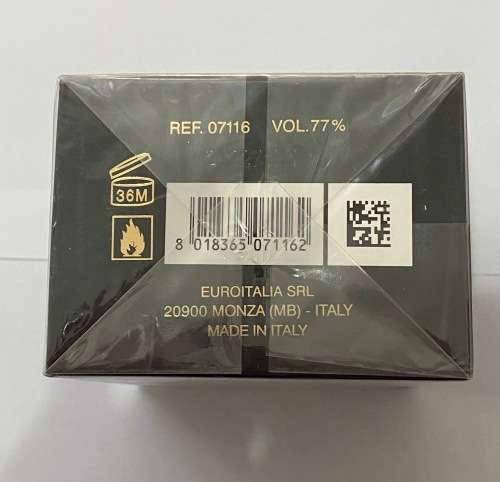 REF. 07116 VOL.77%
36M
8 018365 071162
EUROITALIA SRL
20900 MONZA (MB) - ITALY
MADE IN ITALY